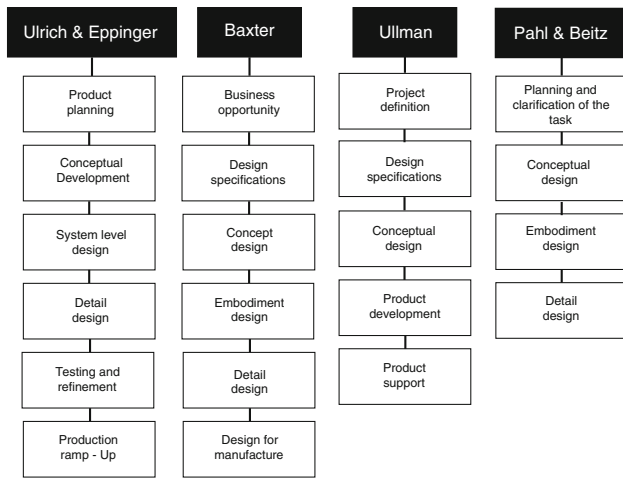 Ulrich & Eppinger
Product
planning
Conceptual
Development
System level
design
Detail
design
Testing and
refinement
Production
ramp - Up
Baxter
Business
opportunity
Design
specifications
Concept
design
Embodiment
design
Detail
design
Design for
manufacture
Ullman
Project
definition
Design
specifications
Conceptual
design
Product
development
Product
support
Pahl & Beitz
Planning and
clarification of the
task
Conceptual
design
Embodiment
design
Detail
design